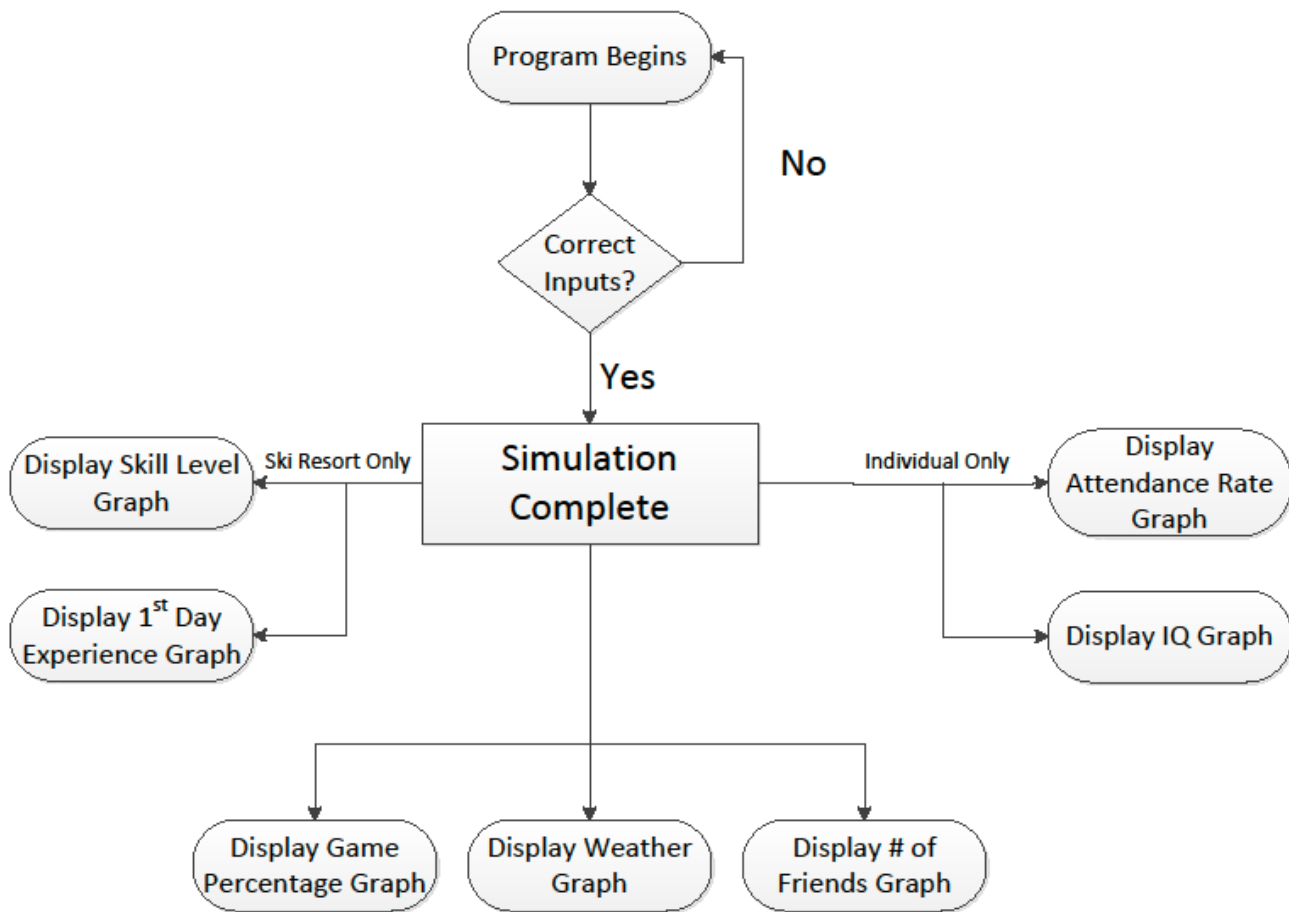 Program Begins
No
Correct
Inputs?
Yes
Simulation
Complete
Ski Resort Only
Display Skill Level
Graph
Display 1st Day
Experience Graph
Individual Only
Display
Attendance Rate
Graph
Display IQ Graph
Display Game
Percentage Graph
Display Weather
Graph
Display # of
Friends Graph